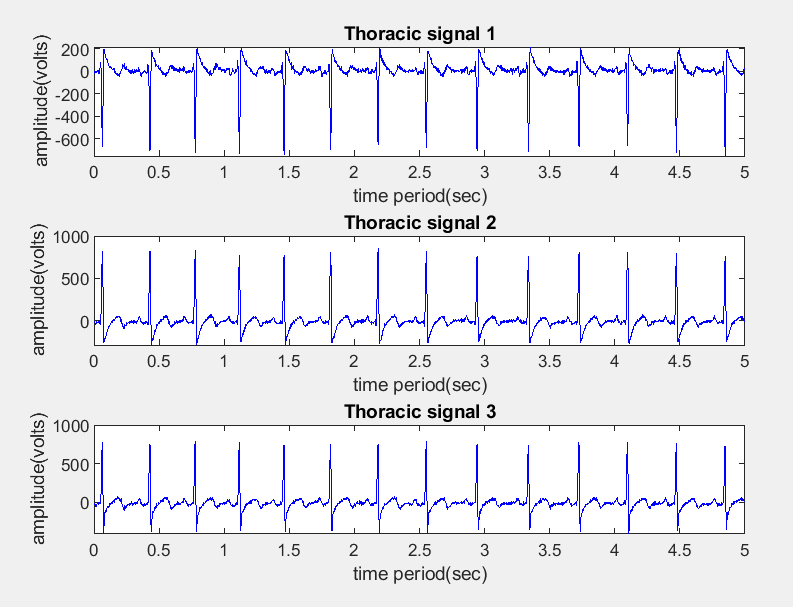 Thoracic signal 1
amplitude(volts)
200
0
-200
-400
-600
0 0.5 1 1.5 2 2.5 3 3.5 4 4.5 5
time period(sec)
Thoracic signal 2
amplitude(volts)
1000
500
0
0 0.5 1 1.5 2 2.5 3 3.5 4 4.5 5
time period(sec)
Thoracic signal 3
amplitude(volts)
1000
500
0
0 0.5 1 1.5 2 2.5 3 3.5 4 4.5 5
time period(sec)